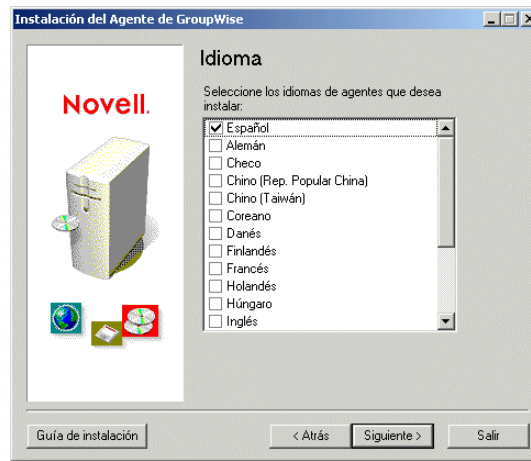 Instalación del Agente de GroupWise
Novell.
Idioma
Seleccione los idiomas de agentes que desea
instalar:
Español
Alemán
Checo
Chino (Rep. Popular China)
Chino (Taiwán)
Coreano
Danés
Finlandés
Francés
Holandés
Húngaro
Inglés
Guía de instalación
< Atrás
Siguiente >
Salir